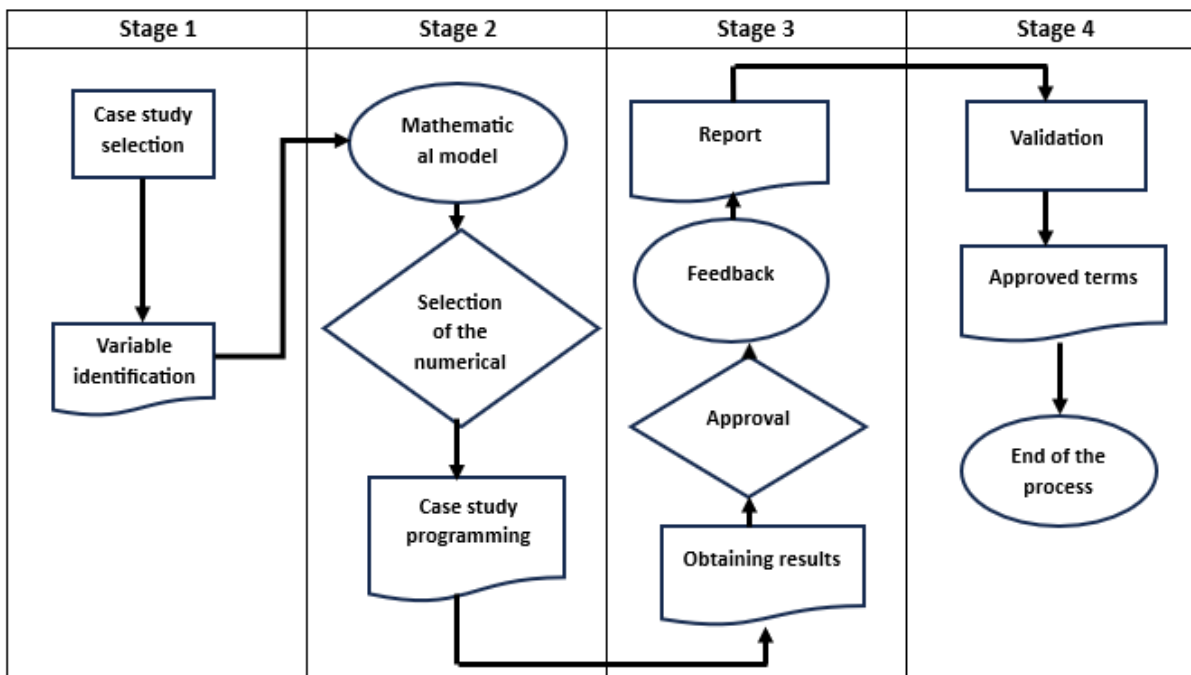 Stage 1
Stage 2
Stage 3
Stage 4
Case study
selection
Variable
identification
Mathematic
al model
Selection
of the
numerical
Case study
programming
Report
Feedback
Approval
Obtaining results
Validation
Approved terms
End of the
process